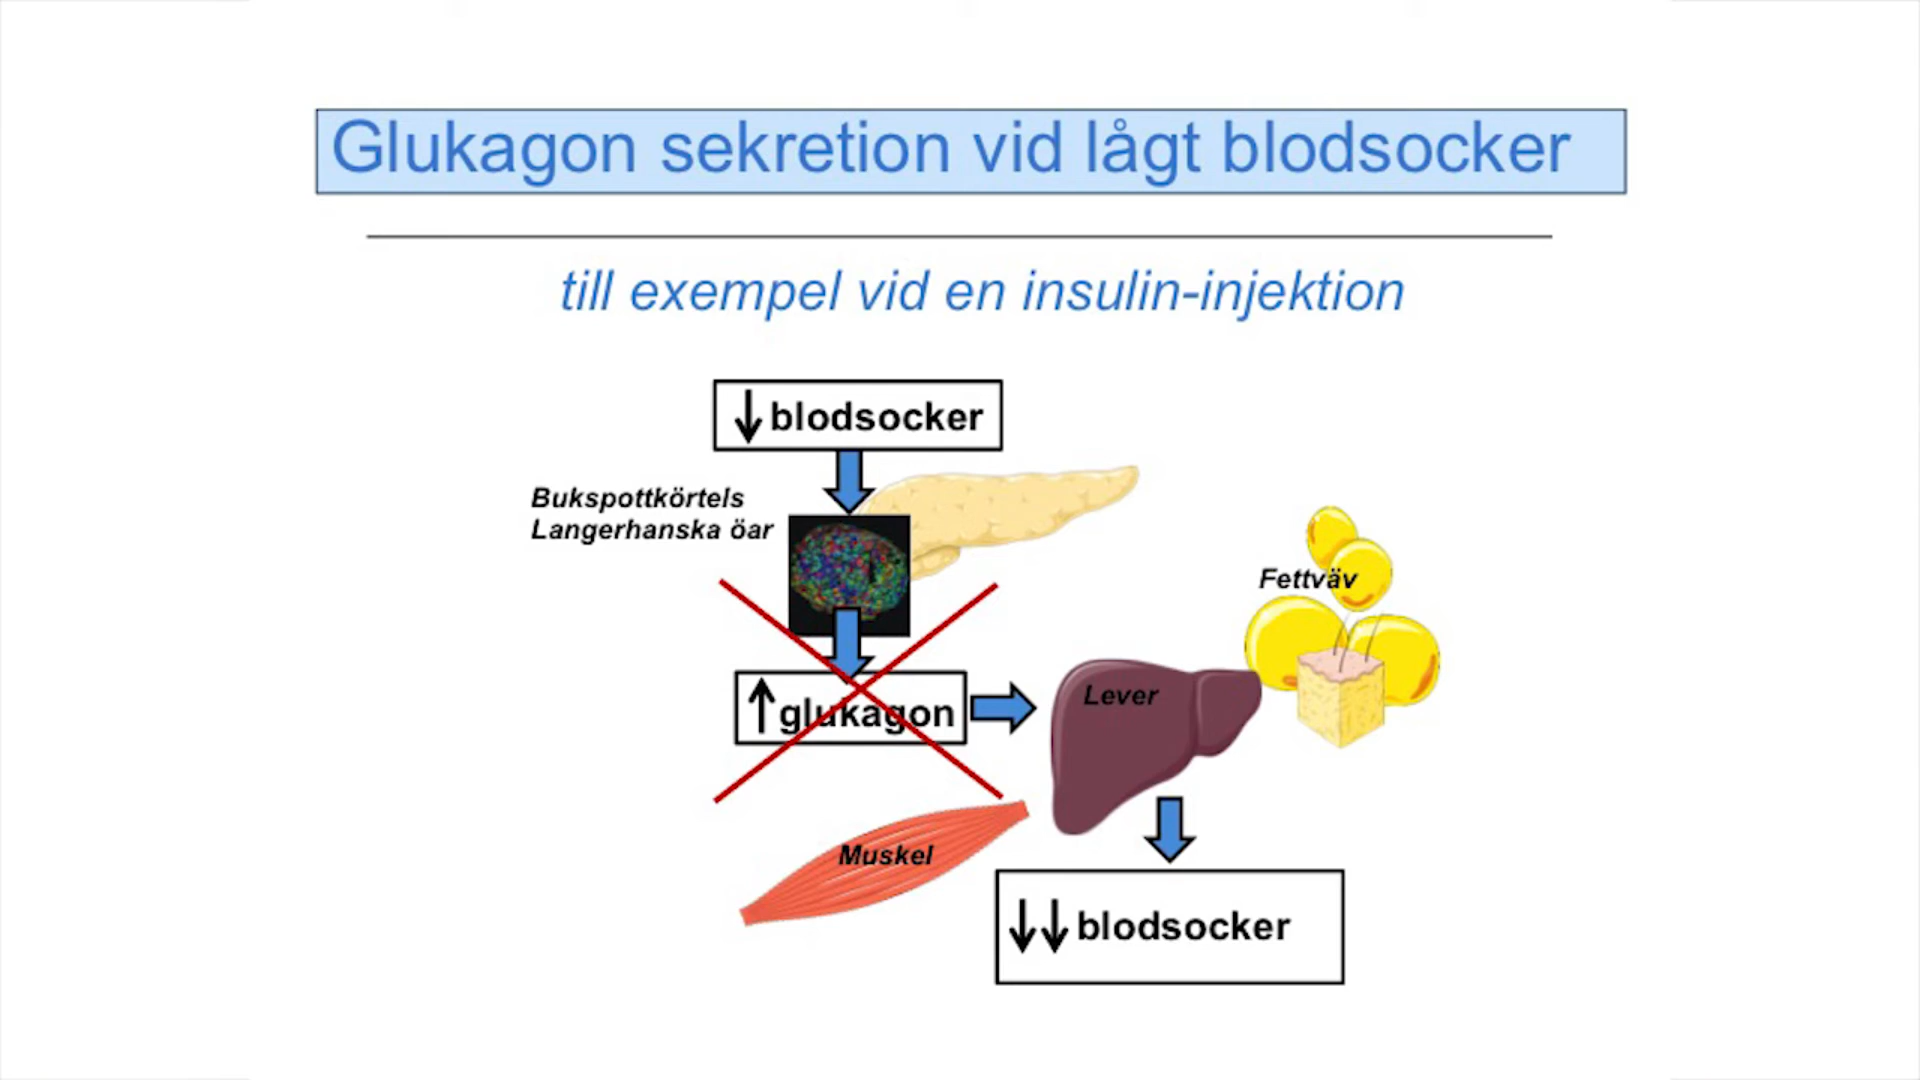 Glukagon sekretion vid lågt blodsocker
till exempel vid en insulin-injektion
↓ blodsocker
Bukspottkörtels
Langerhanska öar
Fettväv
↑ glukagon
Lever
Muskel
↓↓ blodsocker